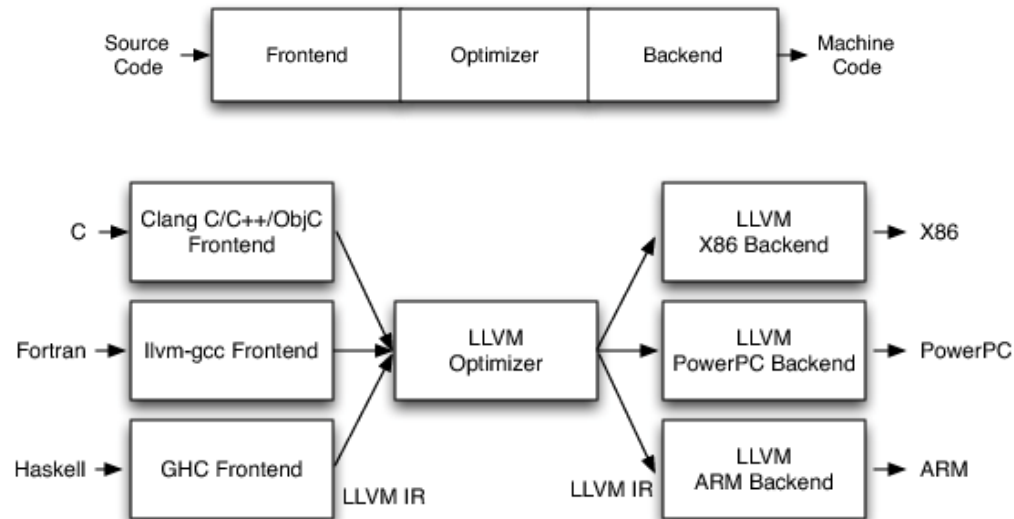 Source
Code
Frontend
Optimizer
Backend
Machine
Code
C
Clang C/C++/ObjC
Frontend
LLVM
X86 Backend
X86
Fortran
llvm-gcc Frontend
LLVM
Optimizer
LLVM
PowerPC Backend
PowerPC
Haskell
GHC Frontend
LLVM IR
LLVM IR
LLVM
ARM Backend
ARM